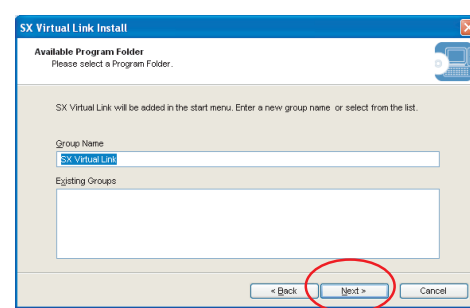 SX Virtual Link Install
Available Program Folder
Please select a Program Folder.
SX Virtual Link will be added in the start menu. Enter a new group name or select from the list.
Group Name
SX Virtual Link
Existing Groups
< Back Next > Cancel